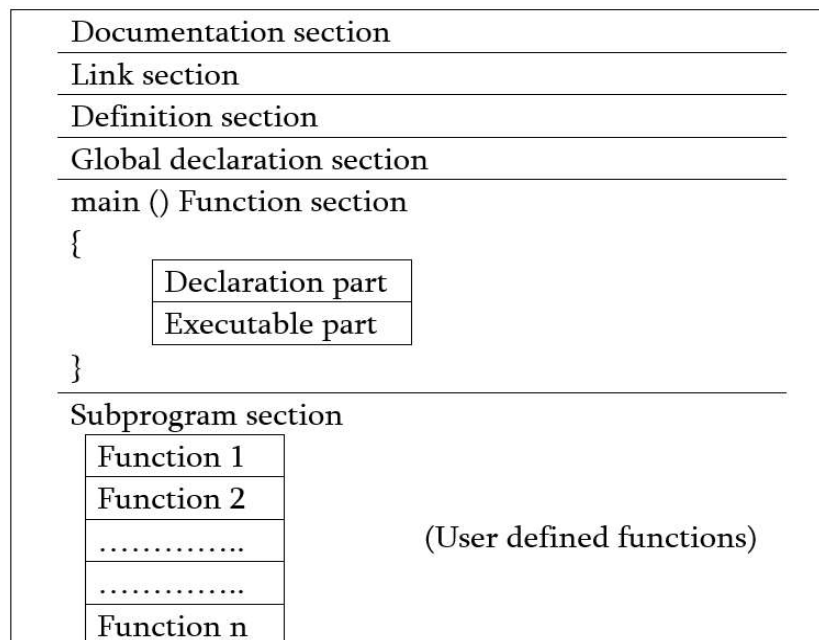 Documentation section
Link section
Definition section
Global declaration section
main () Function section
{
Declaration part
Executable part
}
Subprogram section
Function 1
Function 2
…………..
(User defined functions)
…………..
Function n